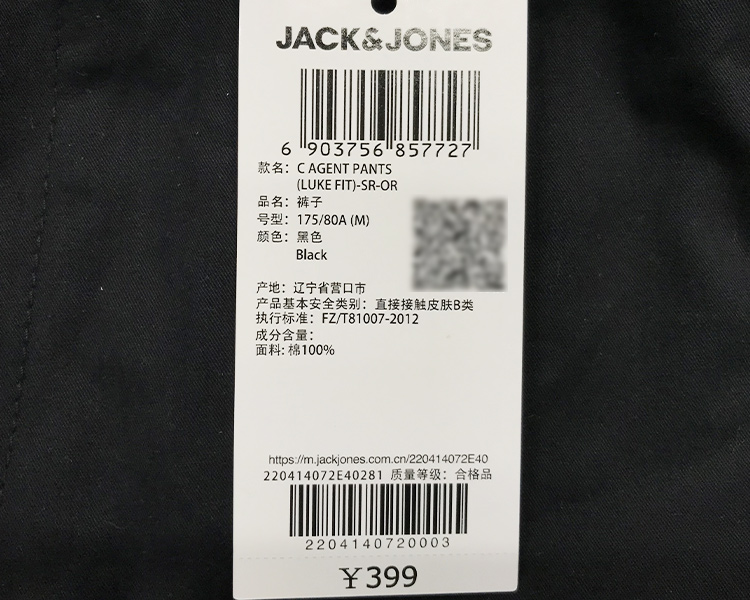 JACK&JONES
6 903756 857727
款名: C AGENT PANTS
(LUKE FIT)-SR-OR
品名: 裤子
号型: 175/80A (M)
颜色: 黑色
Black
产地: 辽宁省营口市
产品基本安全类别: 直接接触皮肤B类
执行标准: FZ/T81007-2012
成分含量:
面料: 棉100%
https://m.jackjones.com.cn/220414072E40
220414072E40281 质量等级: 合格品
2204140720003
￥399